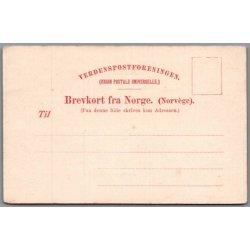 VERDENSPOSTFORENINGEN.
(UNION POSTALE UNIVERSELLE.)
Brevkort fra Norge. (Norvège).
(Paa denne Side skrives kun Adressen.)
Til